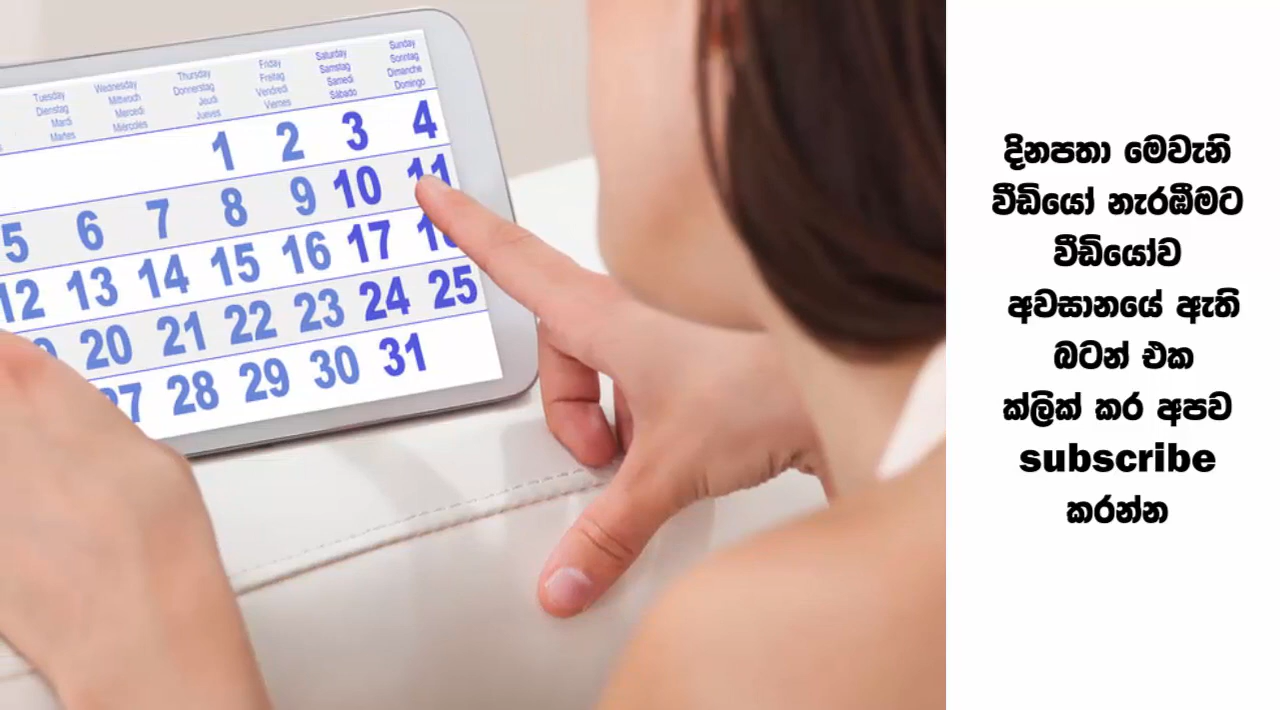 Tuesday Wednesday Thursday Friday Saturday Sunday
Dienstag Mittwoch Donnerstag Freitag Samstag Sonntag
Mardi Mercedi Jeudi Vendredi Samedi Dimanche
Martes Miércoles Jueves Viernes Sábado Domingo
1 2 3 4
5 6 7 8 9 10 11
12 13 14 15 16 17
20 21 22 23 24 25
28 29 30 31
දිනපතා මෙවැනි
වීඩියෝ නැරඹීමට
වීඩියෝව
අවසානයේ ඇති
බටන් එක
ක්ලික් කර අපව
subscribe
කරන්න